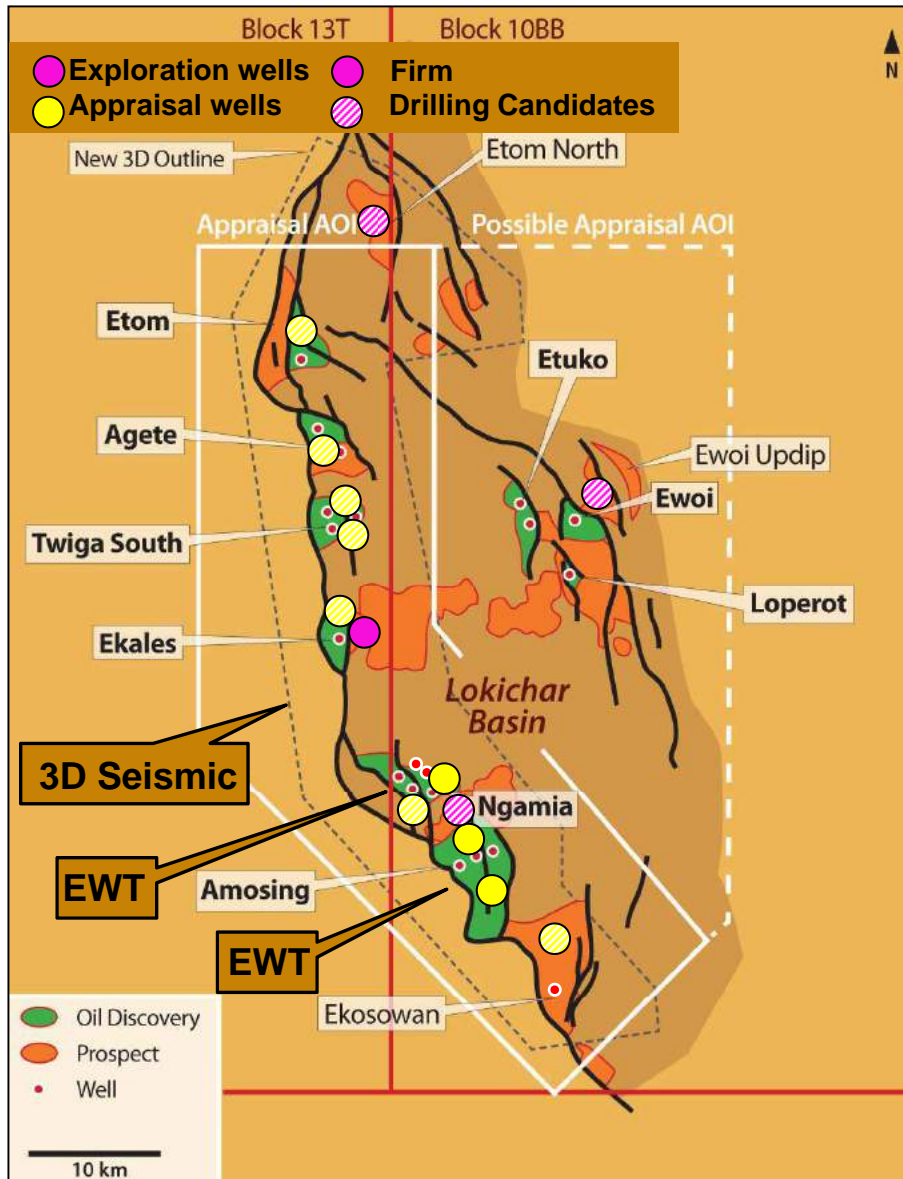 Block 13T
Block 10BB
Exploration wells
Firm
Appraisal wells
Drilling Candidates
N
New 3D Outline
Etom North
Appraisal AOI
Possible Appraisal AOI
Etom
Etuko
Agete
Ewoi Updip
Ewoi
Twiga South
Loperot
Ekales
Lokichar
Basin
3D Seismic
Ngamia
EWT
Amosing
EWT
Ekosowan
Oil Discovery
Prospect
Well
10 km